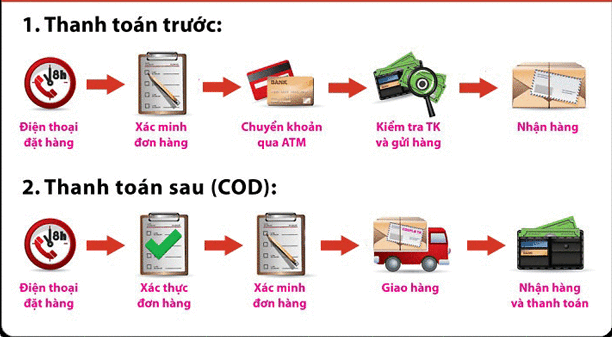 1. Thanh toán trước:
8h
BANK
Điện thoại
đặt hàng
Xác minh
đơn hàng
Chuyển khoản
qua ATM
Kiểm tra TK
và gửi hàng
Nhận hàng
2. Thanh toán sau (COD):
8h
Điện thoại
đặt hàng
Xác thực
đơn hàng
Xác minh
đơn hàng
Giao hàng
Nhận hàng
và thanh toán